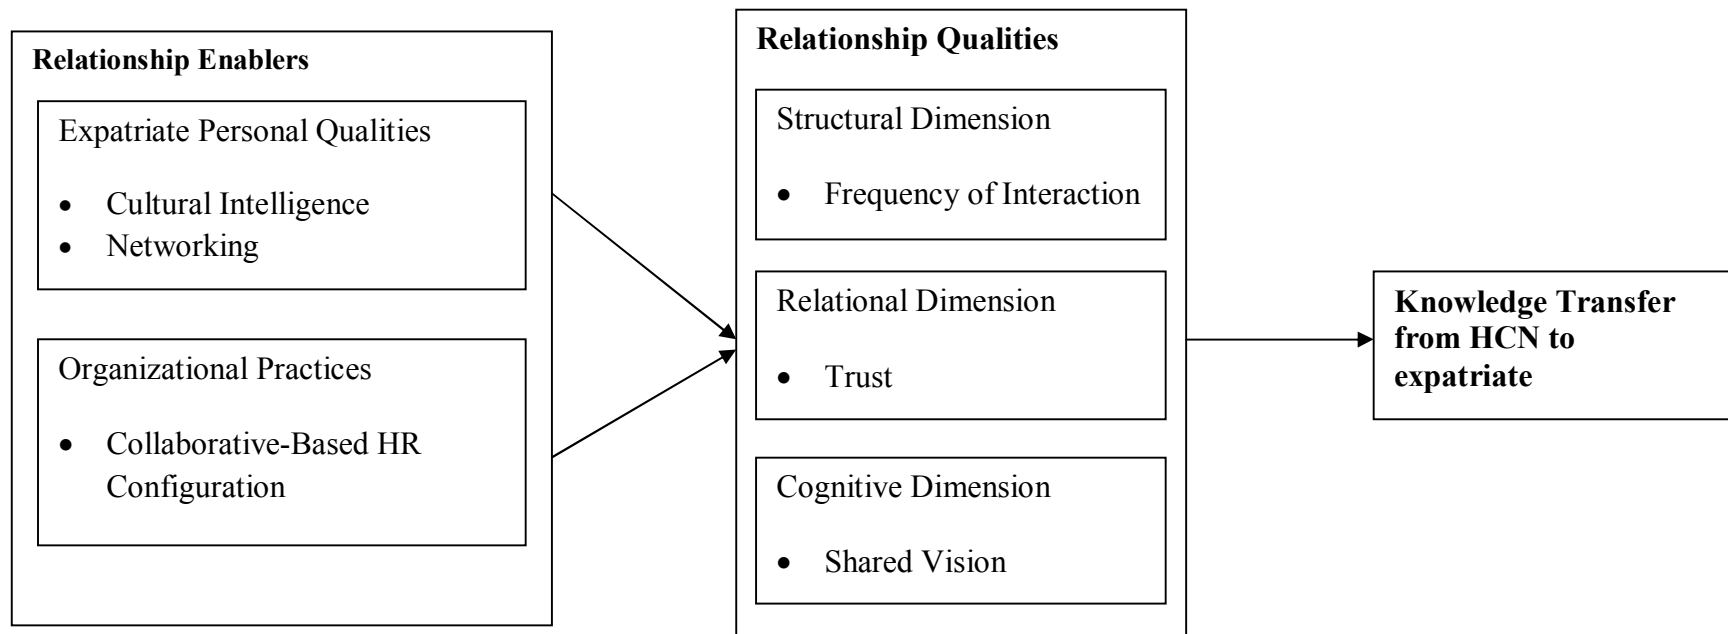 Relationship Enablers
Expatriate Personal Qualities
• Cultural Intelligence
• Networking
Organizational Practices
• Collaborative-Based HR
Configuration
Relationship Qualities
Structural Dimension
• Frequency of Interaction
Relational Dimension
• Trust
Cognitive Dimension
• Shared Vision
Knowledge Transfer
from HCN to
expatriate